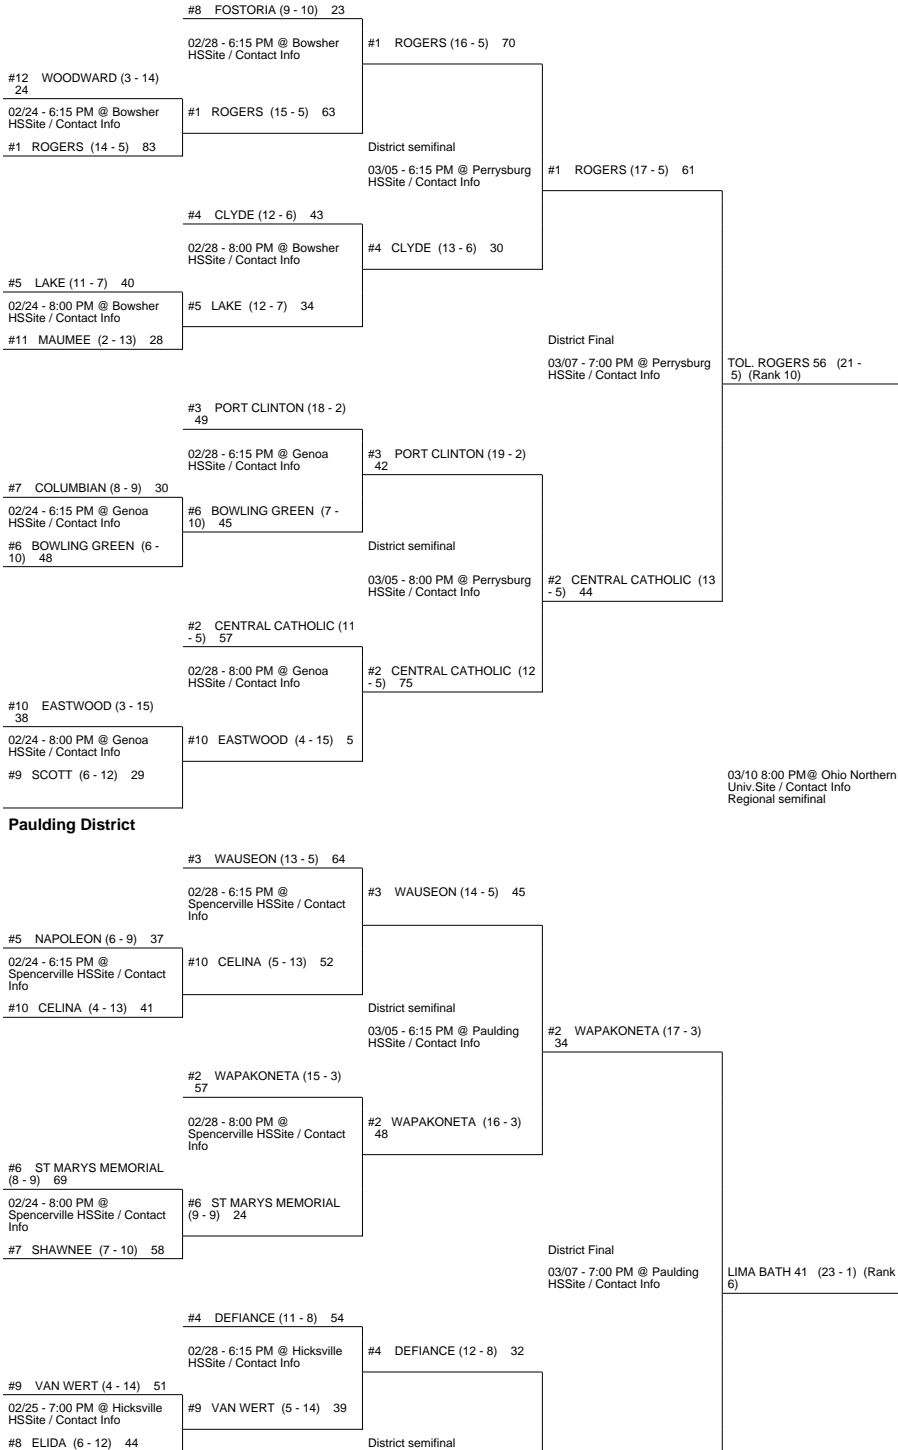 #8 FOSTORIA (9 - 10) 23
02/28 - 6:15 PM @ Bowsher
HSSite / Contact Info
#1 ROGERS (16 - 5) 70
#12 WOODWARD (3 - 14)
24
02/24 - 6:15 PM @ Bowsher
HSSite / Contact Info
#1 ROGERS (15 - 5) 63
#1 ROGERS (14 - 5) 83
District semifinal
03/05 - 6:15 PM @ Perrysburg
HSSite / Contact Info
#1 ROGERS (17 - 5) 61
#4 CLYDE (12 - 6) 43
02/28 - 8:00 PM @ Bowsher
HSSite / Contact Info
#4 CLYDE (13 - 6) 30
#5 LAKE (11 - 7) 40
02/24 - 8:00 PM @ Bowsher
HSSite / Contact Info
#5 LAKE (12 - 7) 34
#11 MAUMEE (2 - 13) 28
District Final
03/07 - 7:00 PM @ Perrysburg
HSSite / Contact Info
TOL. ROGERS 56 (21 -
5) (Rank 10)
#3 PORT CLINTON (18 - 2)
49
02/28 - 6:15 PM @ Genoa
HSSite / Contact Info
#3 PORT CLINTON (19 - 2)
42
#7 COLUMBIAN (8 - 9) 30
02/24 - 6:15 PM @ Genoa
HSSite / Contact Info
#6 BOWLING GREEN (7 -
10) 45
#6 BOWLING GREEN (6 -
10) 48
District semifinal
03/05 - 8:00 PM @ Perrysburg
HSSite / Contact Info
#2 CENTRAL CATHOLIC (13
- 5) 44
#2 CENTRAL CATHOLIC (11
- 5) 57
02/28 - 8:00 PM @ Genoa
HSSite / Contact Info
#2 CENTRAL CATHOLIC (12
- 5) 75
#10 EASTWOOD (3 - 15)
38
02/24 - 8:00 PM @ Genoa
HSSite / Contact Info
#10 EASTWOOD (4 - 15) 5
#9 SCOTT (6 - 12) 29
03/10 8:00 PM@ Ohio Northern
Univ.Site / Contact Info
Regional semifinal
Paulding District
#3 WAUSEON (13 - 5) 64
02/28 - 6:15 PM @
Spencerville HSSite / Contact
Info
#3 WAUSEON (14 - 5) 45
#5 NAPOLEON (6 - 9) 37
02/24 - 6:15 PM @
Spencerville HSSite / Contact
Info
#10 CELINA (5 - 13) 52
#10 CELINA (4 - 13) 41
District semifinal
03/05 - 6:15 PM @ Paulding
HSSite / Contact Info
#2 WAPAKONETA (17 - 3)
34
#2 WAPAKONETA (15 - 3)
57
02/28 - 8:00 PM @
Spencerville HSSite / Contact
Info
#2 WAPAKONETA (16 - 3)
48
#6 ST MARYS MEMORIAL
(8 - 9) 69
02/24 - 8:00 PM @
Spencerville HSSite / Contact
Info
#6 ST MARYS MEMORIAL
(9 - 9) 24
#7 SHAWNEE (7 - 10) 58
District Final
03/07 - 7:00 PM @ Paulding
HSSite / Contact Info
LIMA BATH 41 (23 - 1) (Rank
6)
#4 DEFIANCE (11 - 8) 54
02/28 - 6:15 PM @ Hicksville
HSSite / Contact Info
#4 DEFIANCE (12 - 8) 32
#9 VAN WERT (4 - 14) 51
02/25 - 7:00 PM @ Hicksville
HSSite / Contact Info
#9 VAN WERT (5 - 14) 39
#8 ELIDA (6 - 12) 44
District semifinal